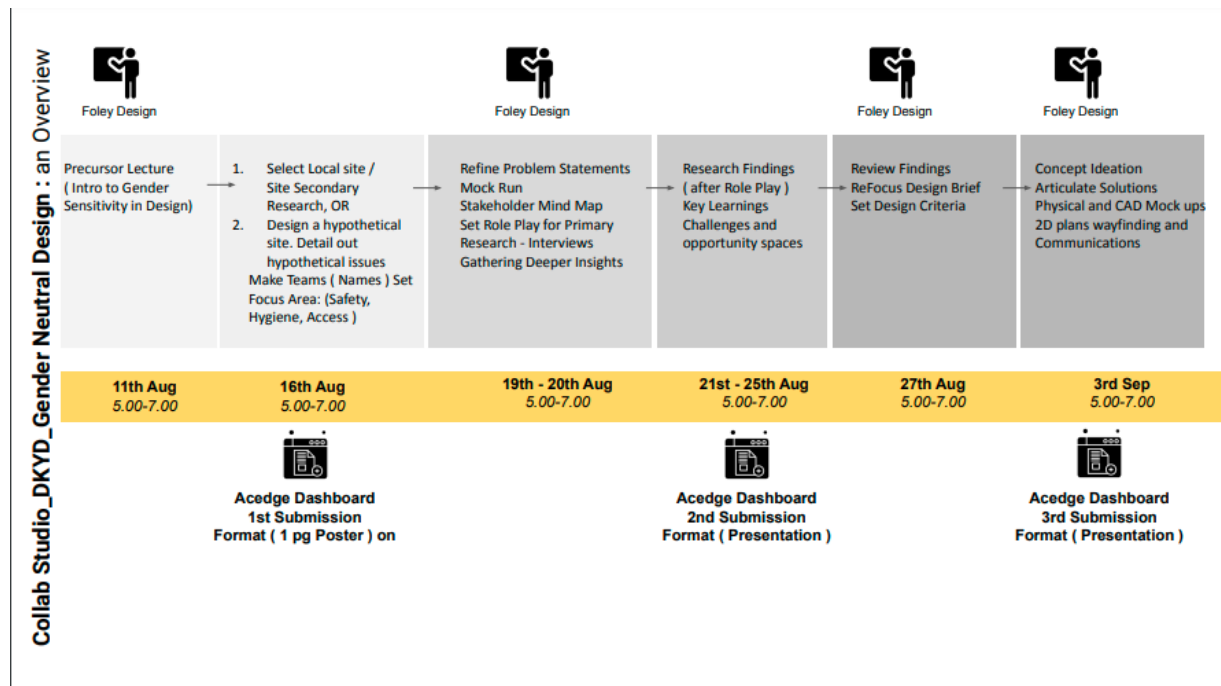 Collab Studio_DKYD_Gender Neutral Design : an Overview
Foley Design
Foley Design
Foley Design
Foley Design
Precursor Lecture
( Intro to Gender
Sensitivity in Design)
1. Select Local site /
Site Secondary
Research, OR
2. Design a hypothetical
site. Detail out
hypothetical issues
Make Teams ( Names ) Set
Focus Area: (Safety,
Hygiene, Access )
Refine Problem Statements
Mock Run
Stakeholder Mind Map
Set Role Play for Primary
Research - Interviews
Gathering Deeper Insights
Research Findings
( after Role Play )
Key Learnings
Challenges and
opportunity spaces
Review Findings
ReFocus Design Brief
Set Design Criteria
Concept Ideation
Articulate Solutions
Physical and CAD Mock ups
2D plans wayfinding and
Communications
11th Aug
5.00-7.00
16th Aug
5.00-7.00
19th - 20th Aug
5.00-7.00
21st - 25th Aug
5.00-7.00
27th Aug
5.00-7.00
3rd Sep
5.00-7.00
Acedge Dashboard
1st Submission
Format ( 1 pg Poster ) on
Acedge Dashboard
2nd Submission
Format ( Presentation )
Acedge Dashboard
3rd Submission
Format ( Presentation )